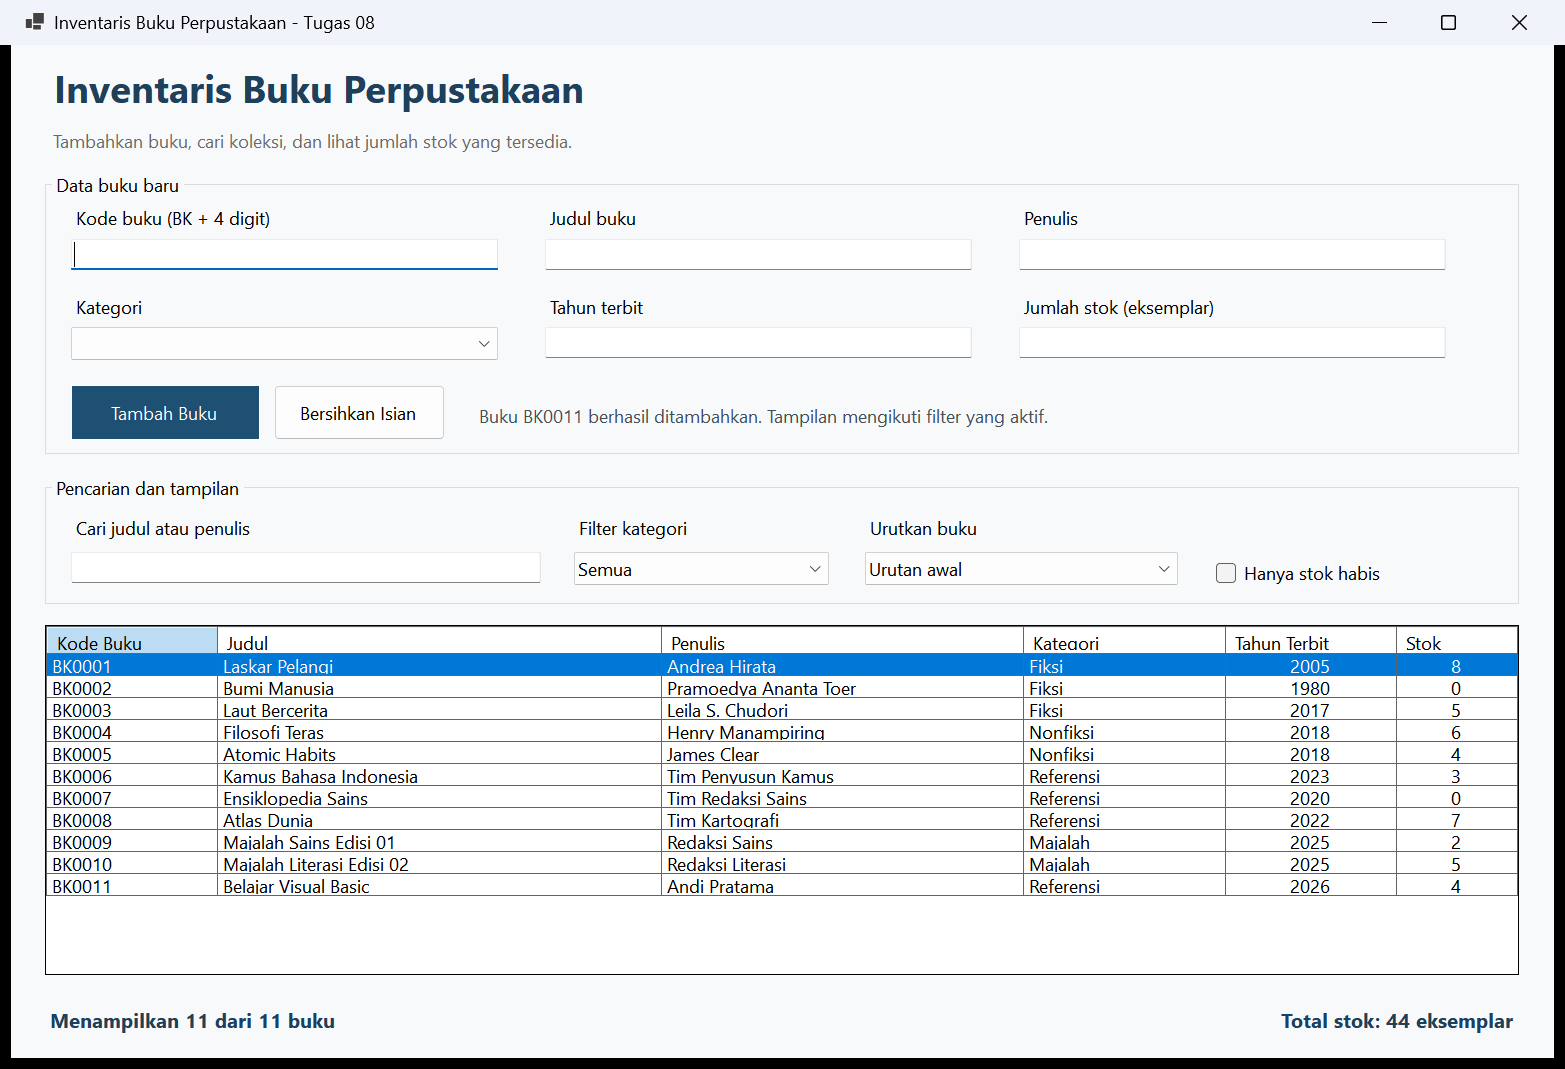 Inventaris Buku Perpustakaan - Tugas 08
Inventaris Buku Perpustakaan
Tambahkan buku, cari koleksi, dan lihat jumlah stok yang tersedia.
Data buku baru
Kode buku (BK + 4 digit) Judul buku Penulis
Kategori Tahun terbit Jumlah stok (eksemplar)
Tambah Buku Bersihkan Isian Buku BK0011 berhasil ditambahkan. Tampilan mengikuti filter yang aktif.
Pencarian dan tampilan
Cari judul atau penulis Filter kategori Urutkan buku
Semua Urutan awal Hanya stok habis
Kode Buku Judul Penulis Kategori Tahun Terbit Stok
BK0001 Laskar Pelangi Andrea Hirata Fiksi 2005 8
BK0002 Bumi Manusia Pramoedya Ananta Toer Fiksi 1980 0
BK0003 Laut Bercerita Leila S. Chudori Fiksi 2017 5
BK0004 Filosofi Teras Henry Manampiring Nonfiksi 2018 6
BK0005 Atomic Habits James Clear Nonfiksi 2018 4
BK0006 Kamus Bahasa Indonesia Tim Penyusun Kamus Referensi 2023 3
BK0007 Ensiklopedia Sains Tim Redaksi Sains Referensi 2020 0
BK0008 Atlas Dunia Tim Kartografi Referensi 2022 7
BK0009 Majalah Sains Edisi 01 Redaksi Sains Majalah 2025 2
BK0010 Majalah Literasi Edisi 02 Redaksi Literasi Majalah 2025 5
BK0011 Belajar Visual Basic Andi Pratama Referensi 2026 4
Menampilkan 11 dari 11 buku Total stok: 44 eksemplar